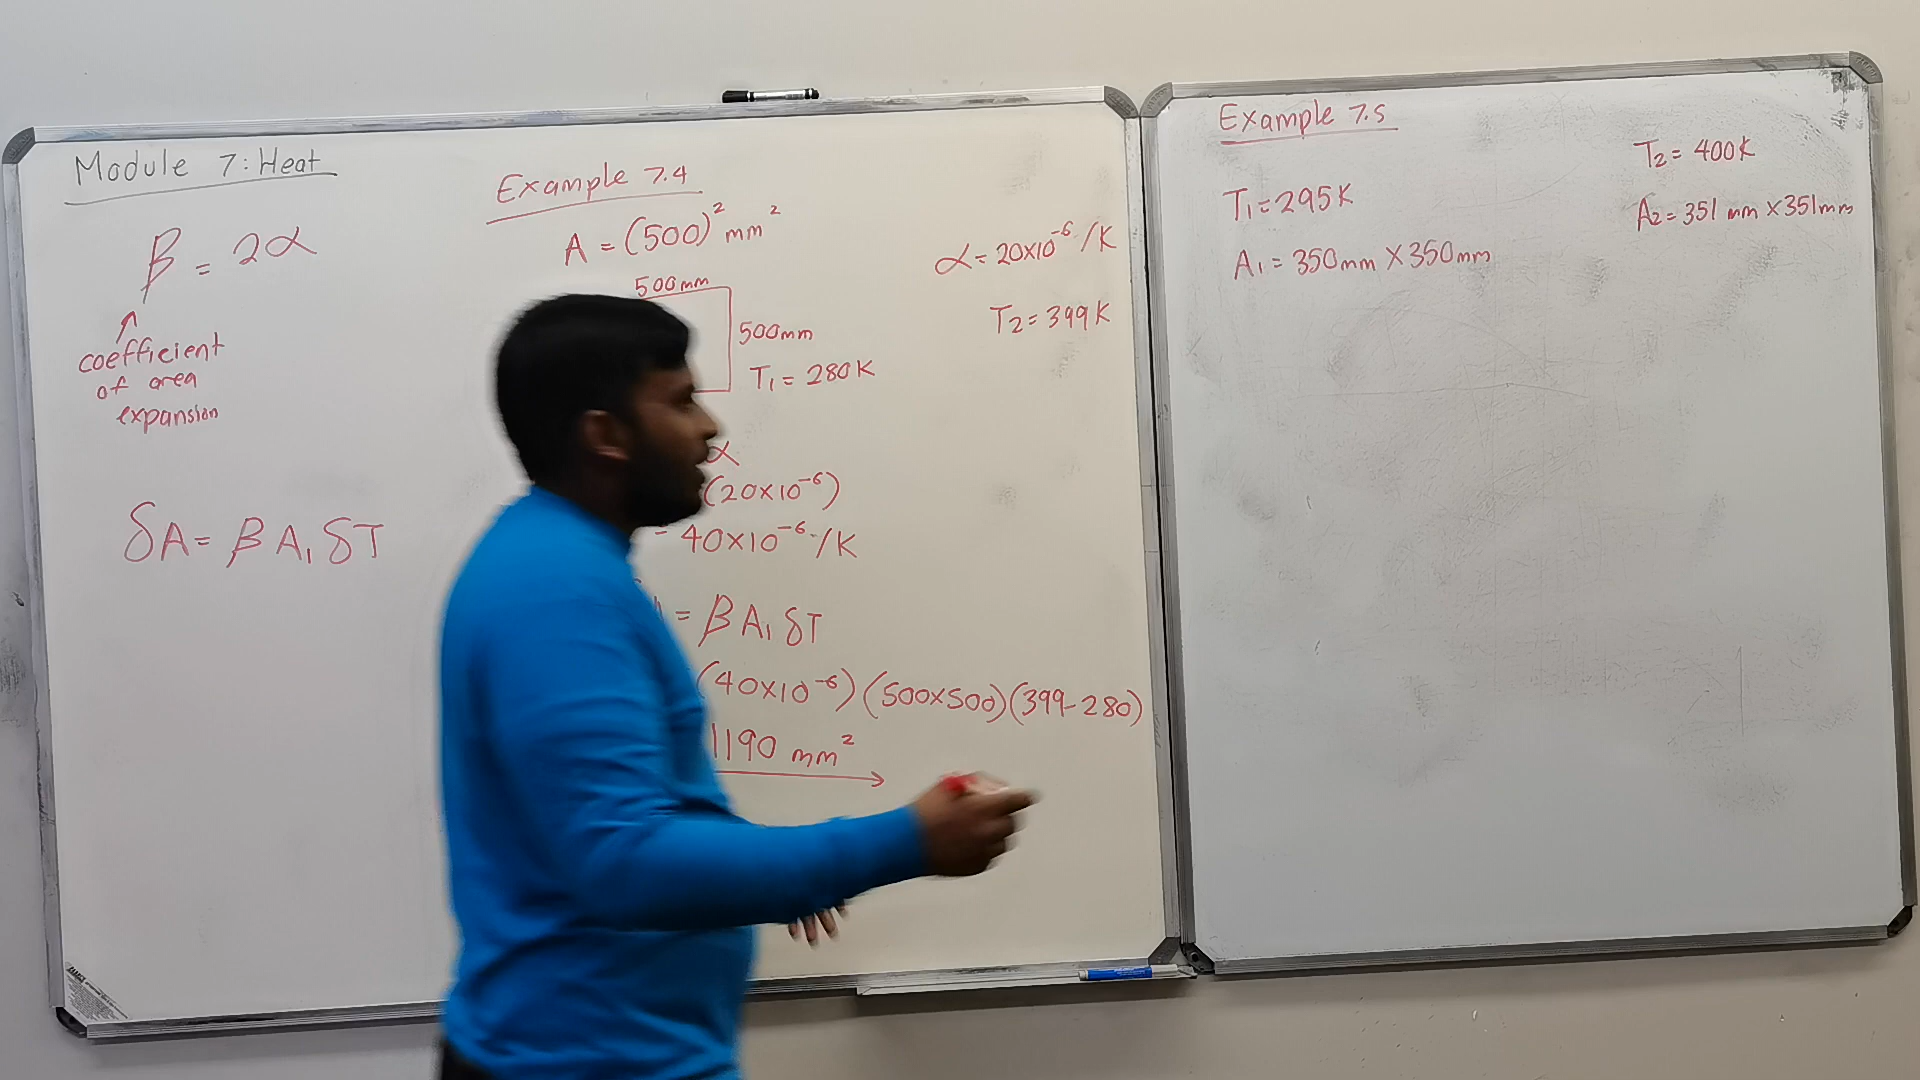 Module 7: Heat
β = 2α
coefficient
of area
expansion
δA = β A₁ δT
Example 7.4
A = (500)² mm²
500mm
500mm
T₁ = 280K
α = 20×10⁻⁶ /K
T₂ = 399K
α
(20×10⁻⁶)
= 40×10⁻⁶ /K
= β A₁ δT
(40×10⁻⁶)(500×500)(399-280)
1190 mm²
Example 7.5
T₁ = 295K
A₁ = 350mm × 350mm
T₂ = 400K
A₂ = 351 mm × 351mm